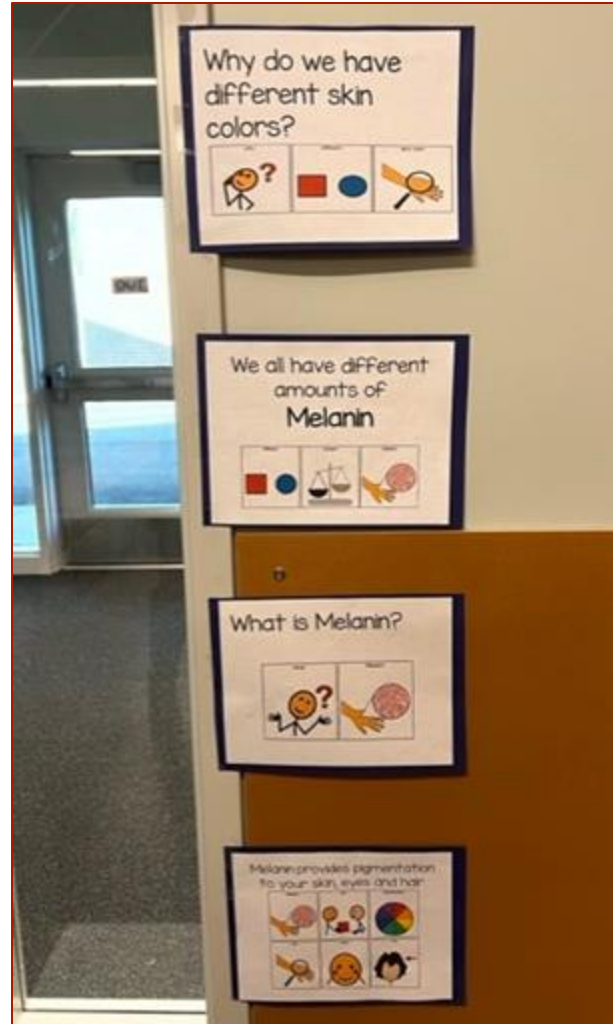 Why do we have
different skin
colors?
?
We all have different
amounts of
Melanin
What is Melanin?
?
Melanin provides pigmentation
to your skin, eyes and hair